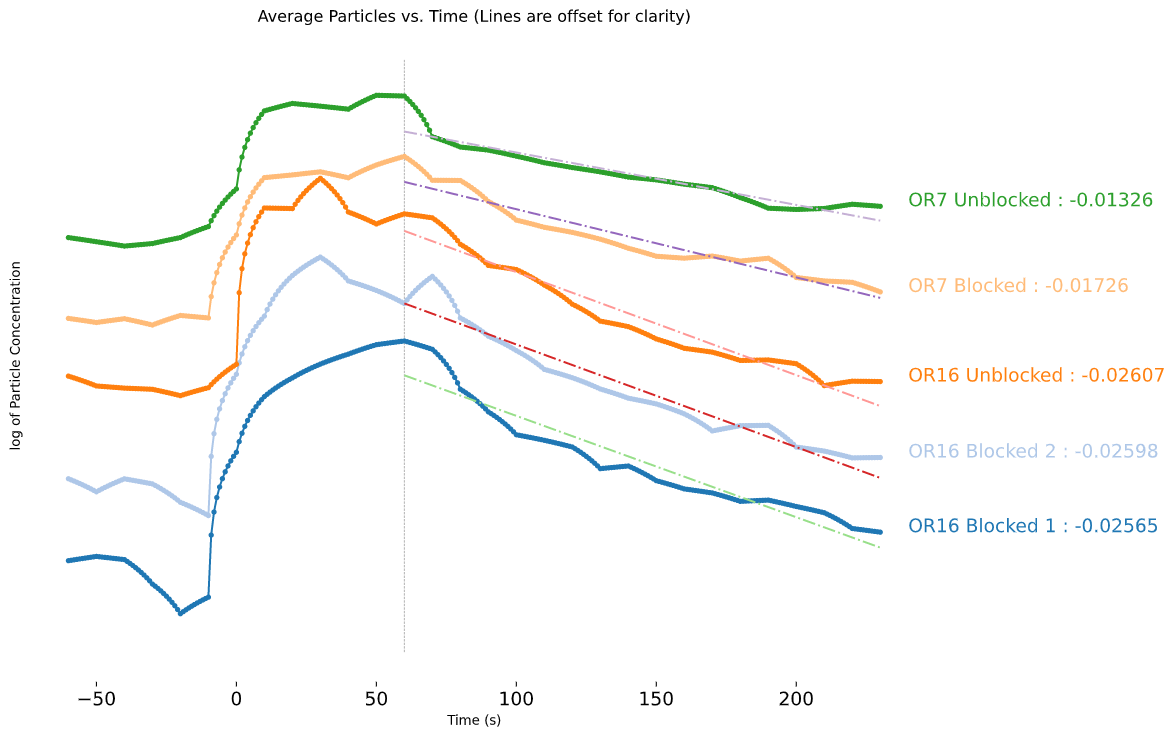 Average Particles vs. Time (Lines are offset for clarity)
log of Particle Concentration
OR7 Unblocked : -0.01326
OR7 Blocked : -0.01726
OR16 Unblocked : -0.02607
OR16 Blocked 2 : -0.02598
OR16 Blocked 1 : -0.02565
−50 0 50 100 150 200
Time (s)